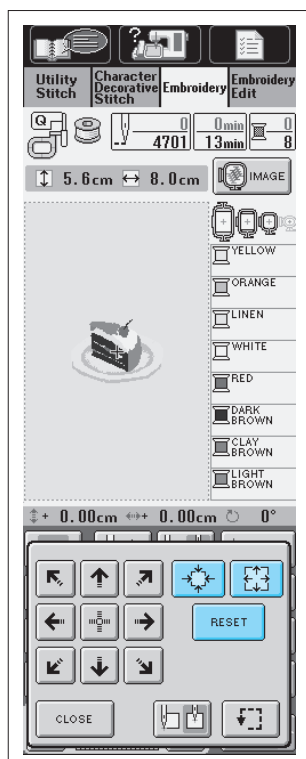 ?
Utility Stitch
Character Decorative Stitch
Embroidery
Embroidery Edit
Q
0 0min 0
4701 13min 8
5.6cm 8.0cm IMAGE
YELLOW
ORANGE
LINEN
WHITE
RED
DARK BROWN
CLAY BROWN
LIGHT BROWN
+ 0.00cm + 0.00cm 0°
RESET
CLOSE